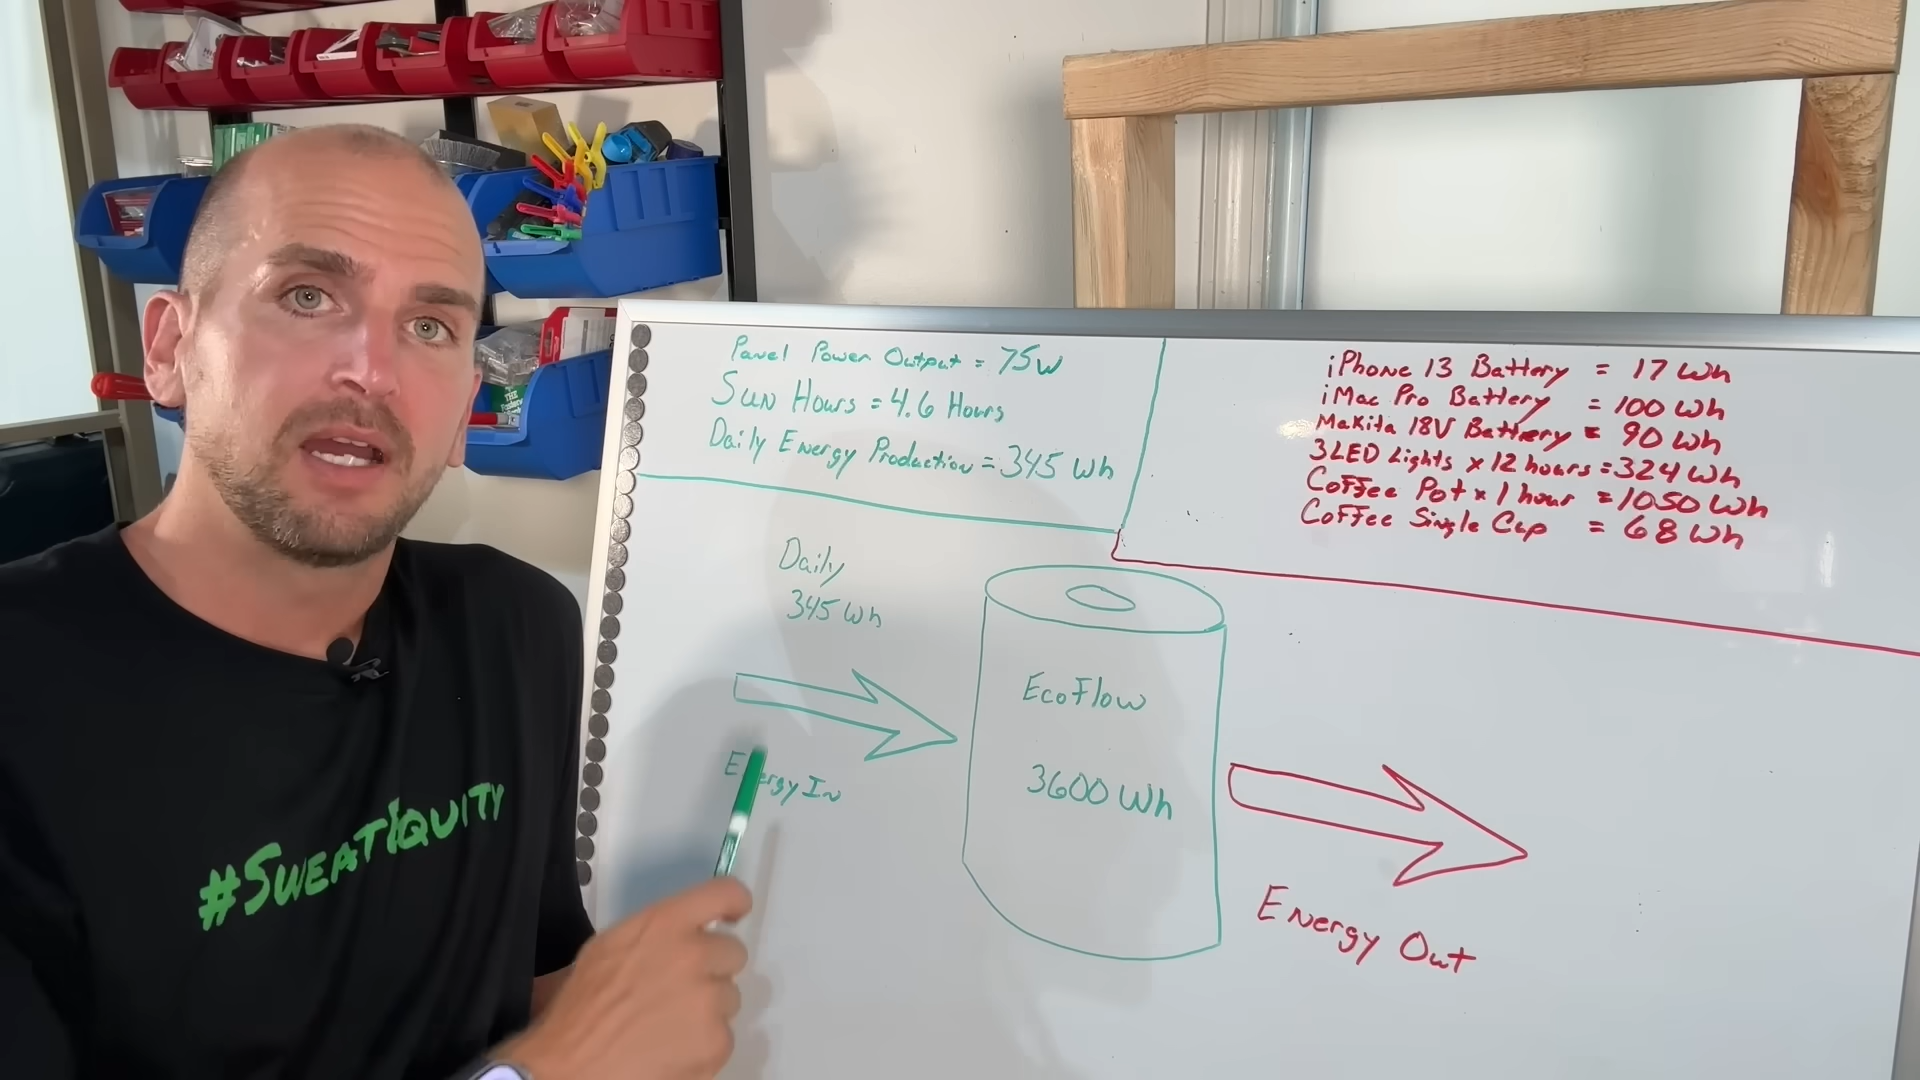 Panel Power Output = 75W
Sun Hours = 4.6 Hours
Daily Energy Production = 345 Wh
iPhone 13 Battery = 17 Wh
iMac Pro Battery = 100 Wh
Makita 18V Battery = 90 Wh
3 LED Lights x 12 hours = 324 Wh
Coffee Pot x 1 hour = 1050 Wh
Coffee Single Cup = 68 Wh
Daily
345 Wh
Energy In
EcoFlow
3600 Wh
Energy Out
#SWEATEQUITY